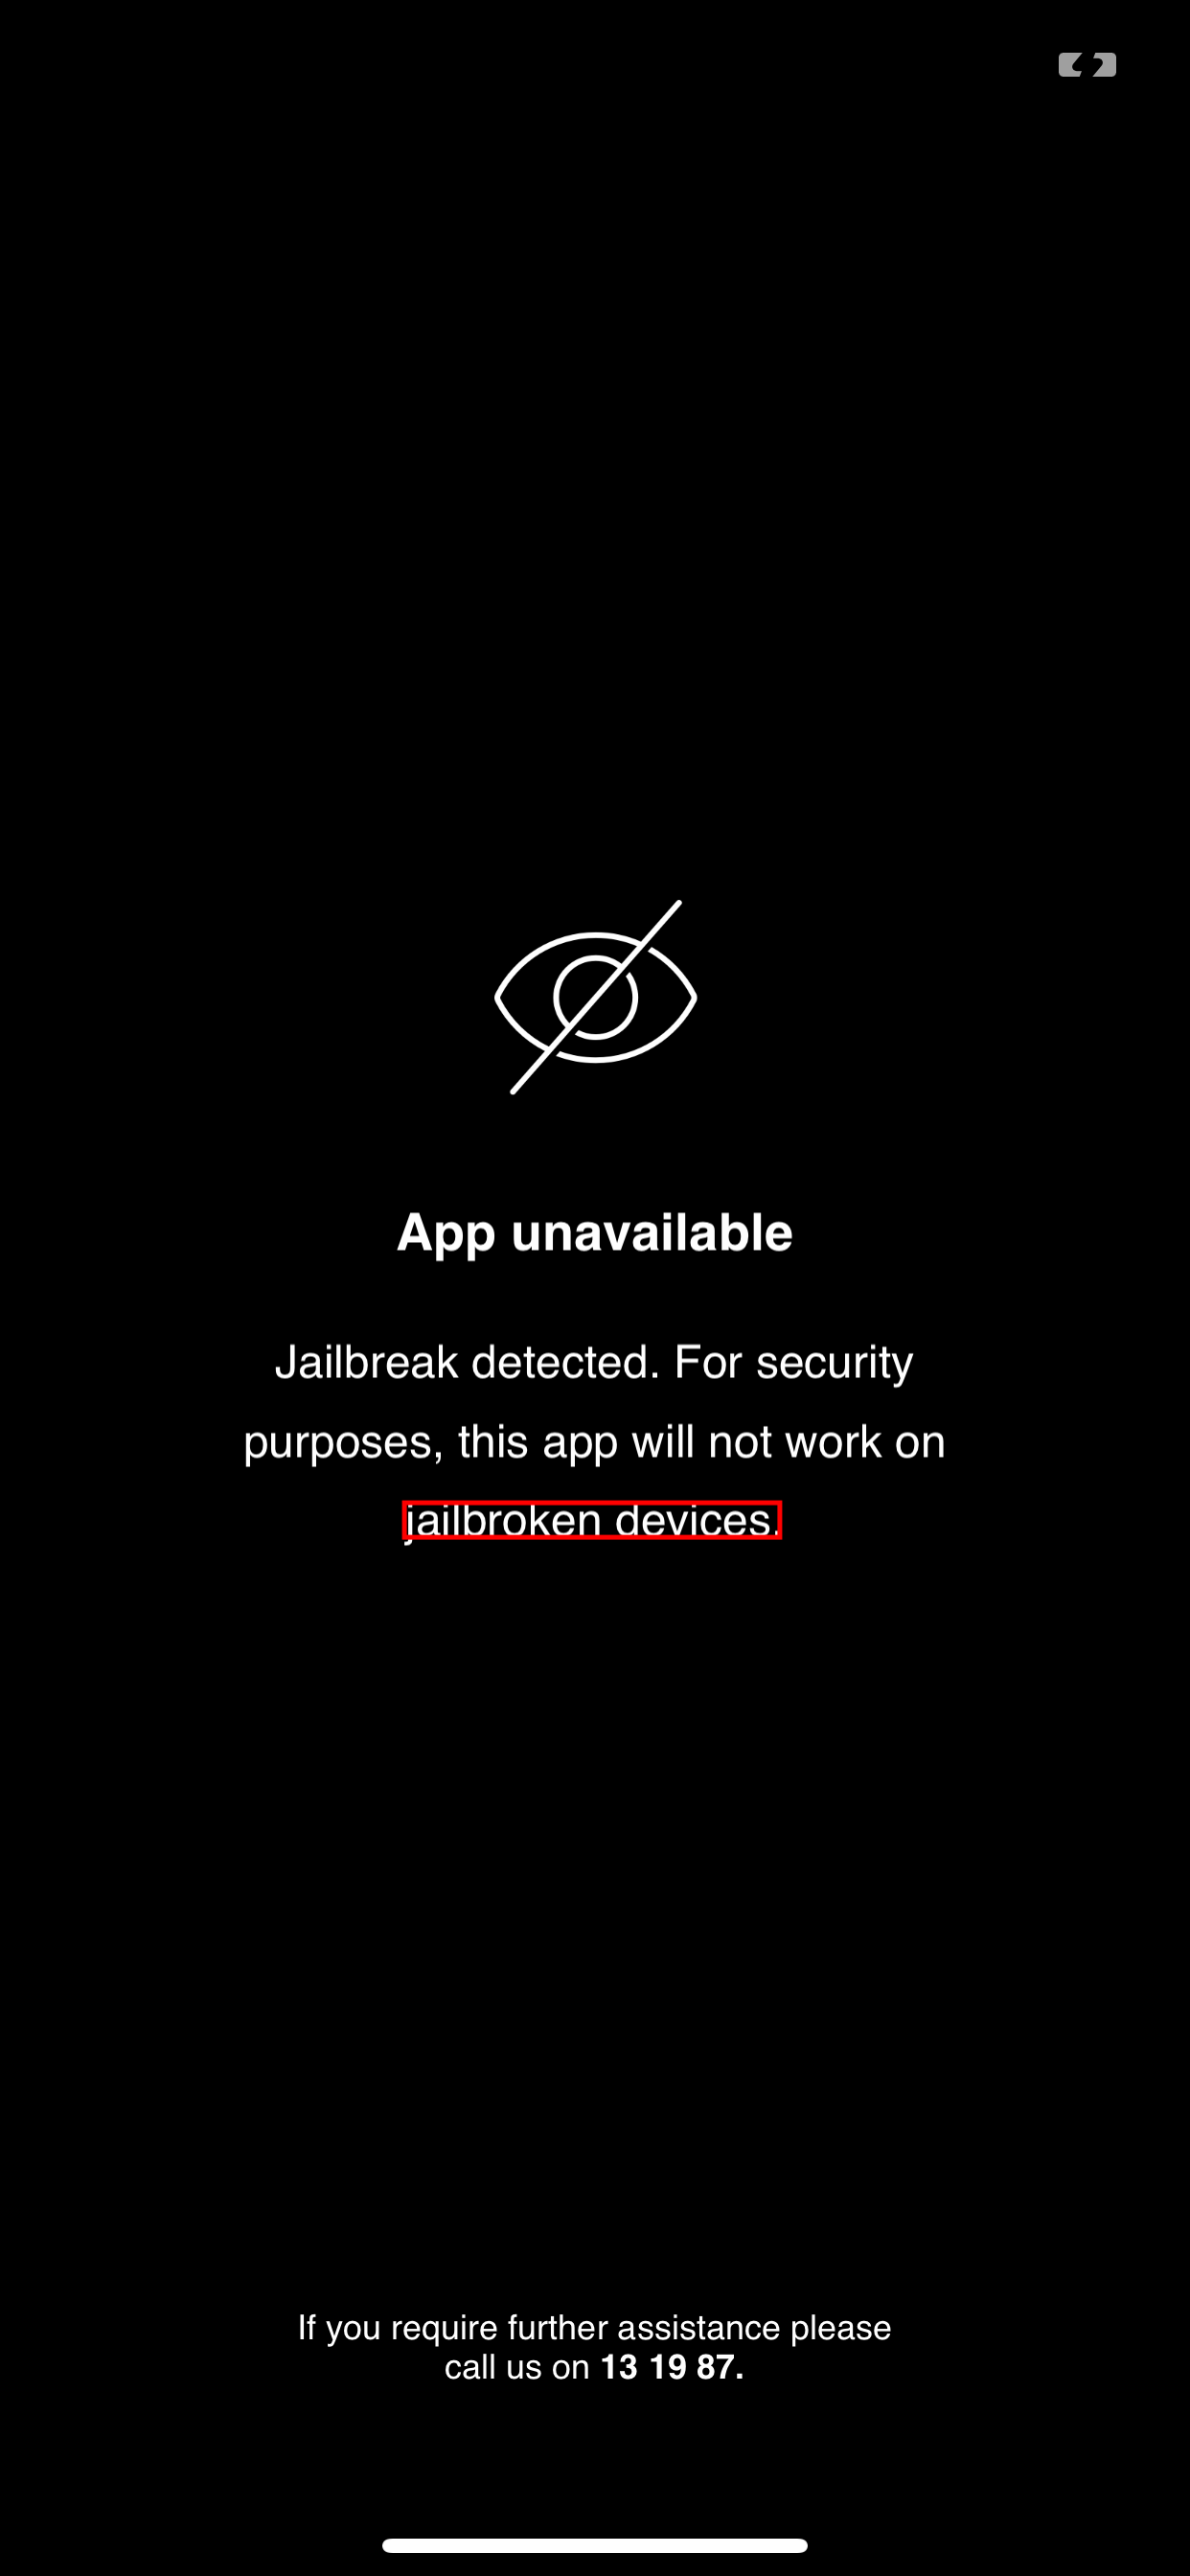 App unavailable
Jailbreak detected. For security
purposes, this app will not work on
jailbroken devices.
If you require further assistance please
call us on 13 19 87.